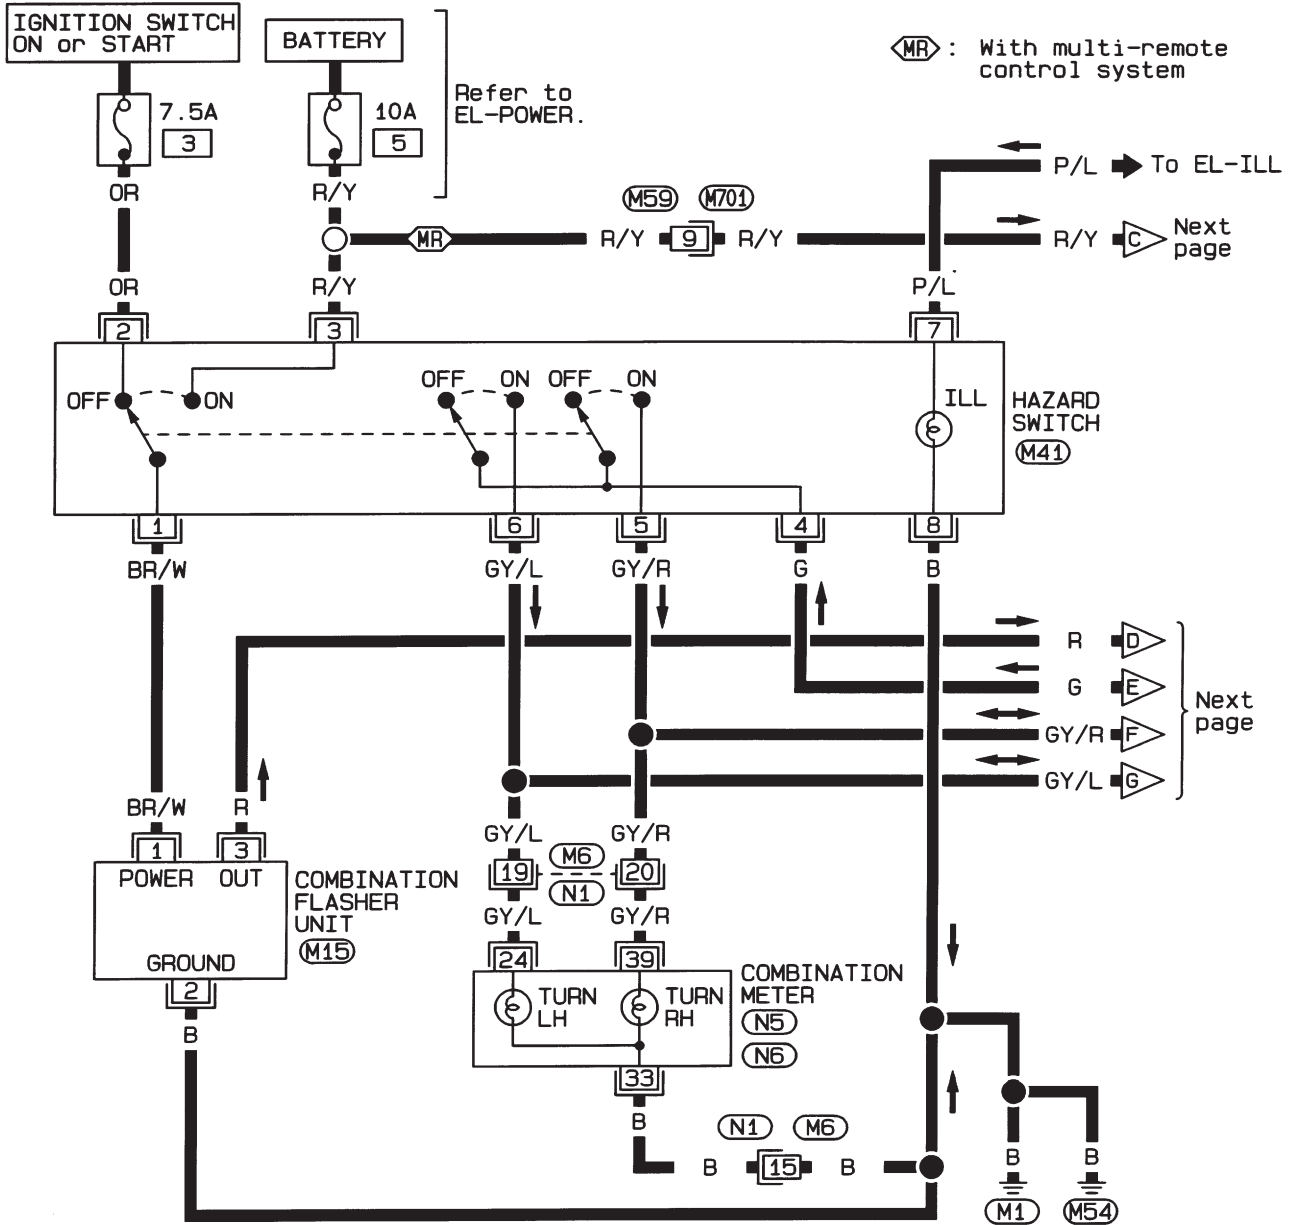 IGNITION SWITCH
ON or START
BATTERY
MR : With multi-remote
control system
7.5A
3
10A
5
Refer to
EL-POWER.
OR
R/Y
P/L
To EL-ILL
M59
M701
MR
R/Y
9
R/Y
R/Y
C
Next
page
OR
R/Y
P/L
2
3
7
OFF
ON
OFF
ON
OFF
ON
ILL
HAZARD
SWITCH
M41
1
6
5
4
8
BR/W
GY/L
GY/R
G
B
R
D
G
E
GY/R
F
GY/L
G
Next
page
BR/W
R
GY/L
GY/R
1
3
POWER
OUT
GROUND
COMBINATION
FLASHER
UNIT
M15
2
B
19
M6
N1
20
GY/L
GY/R
24
39
TURN
LH
TURN
RH
COMBINATION
METER
N5
N6
33
B
N1
M6
B
15
B
B
B
M1
M54